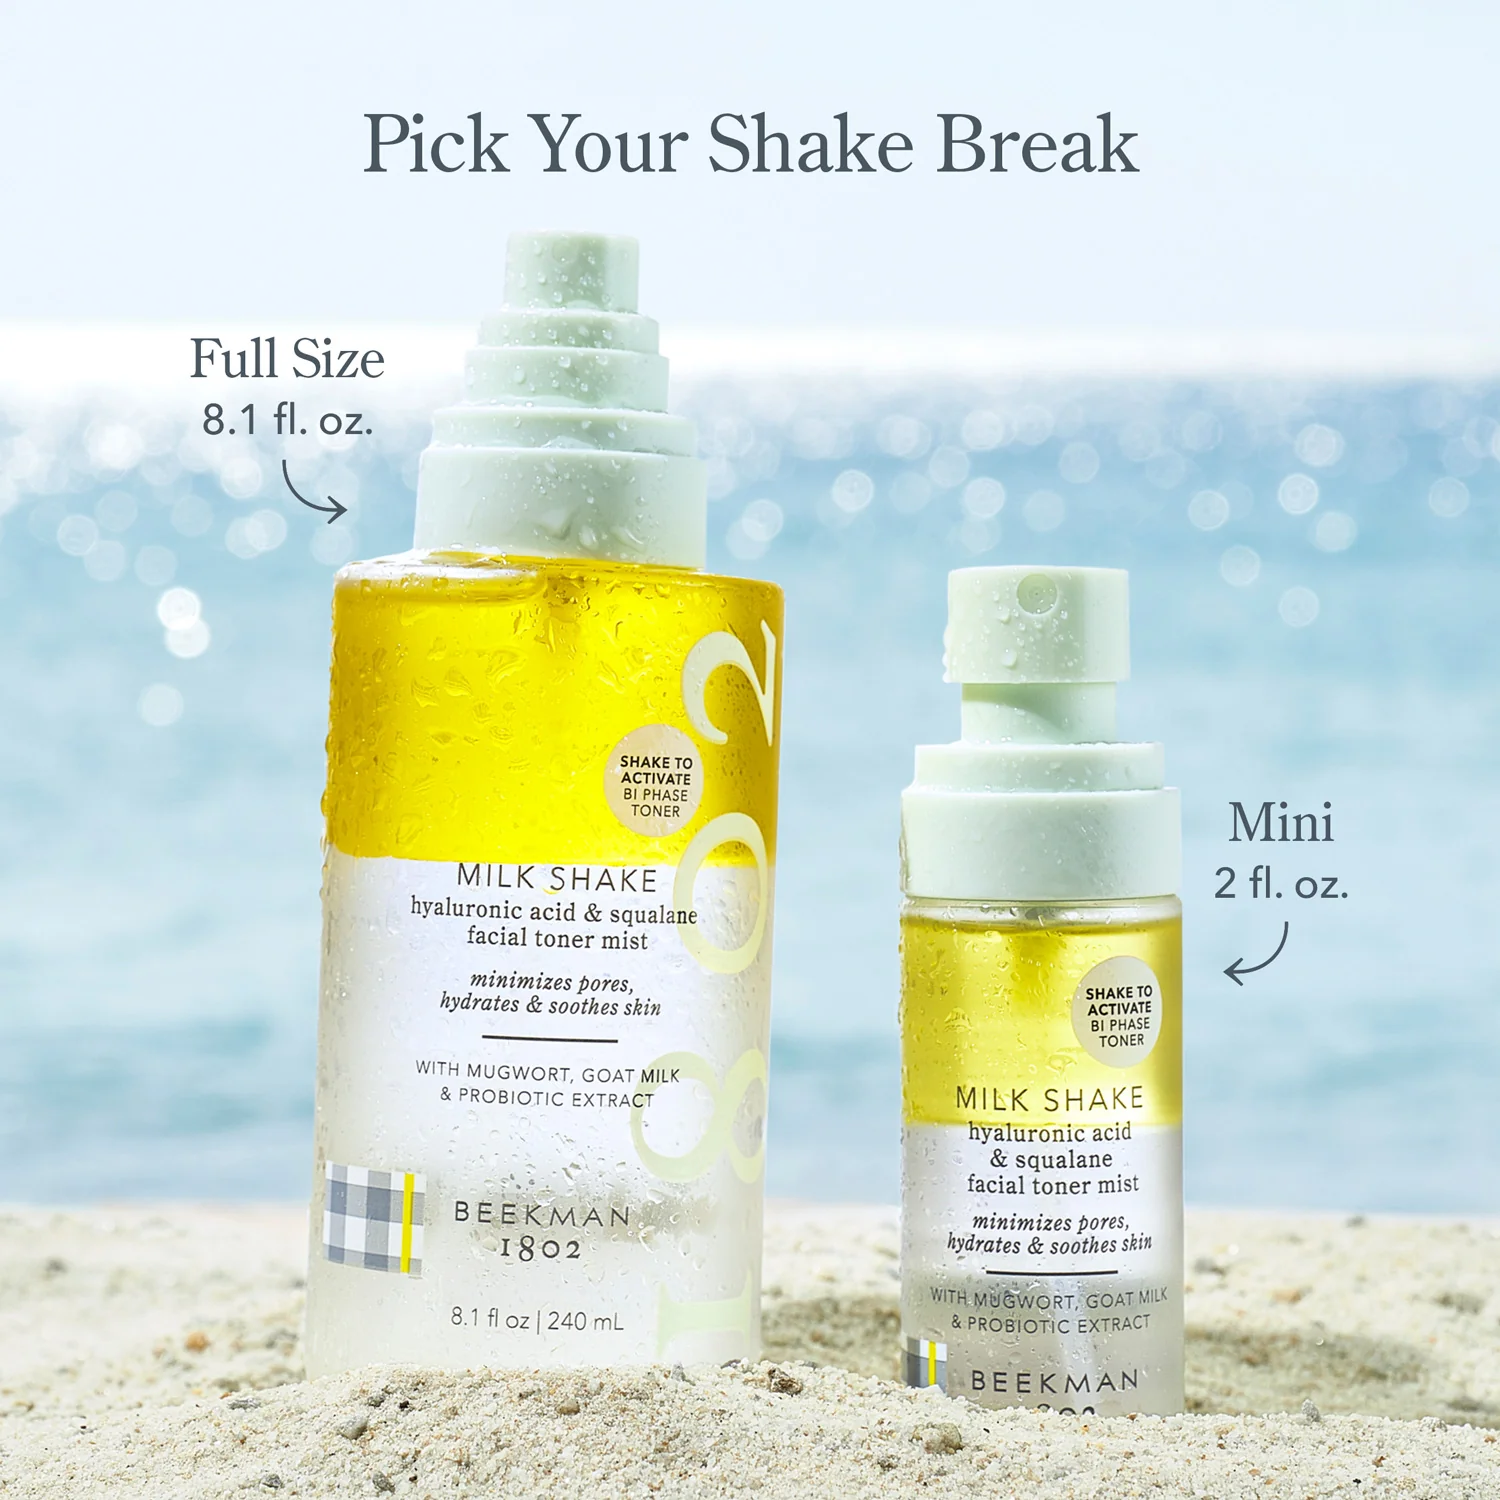 Pick Your Shake Break
Full Size
8.1 fl. oz.
SHAKE TO
ACTIVATE
BI PHASE
TONER
MILK SHAKE
hyaluronic acid & squalane
facial toner mist
minimizes pores,
hydrates & soothes skin
WITH MUGWORT, GOAT MILK
& PROBIOTIC EXTRACT
BEEKMAN
1802
8.1 fl oz | 240 mL
1802
Mini
2 fl. oz.
SHAKE TO
ACTIVATE
BI PHASE
TONER
MILK SHAKE
hyaluronic acid
& squalane
facial toner mist
minimizes pores,
hydrates & soothes skin
WITH MUGWORT, GOAT MILK
& PROBIOTIC EXTRACT
BEEKMAN
1802